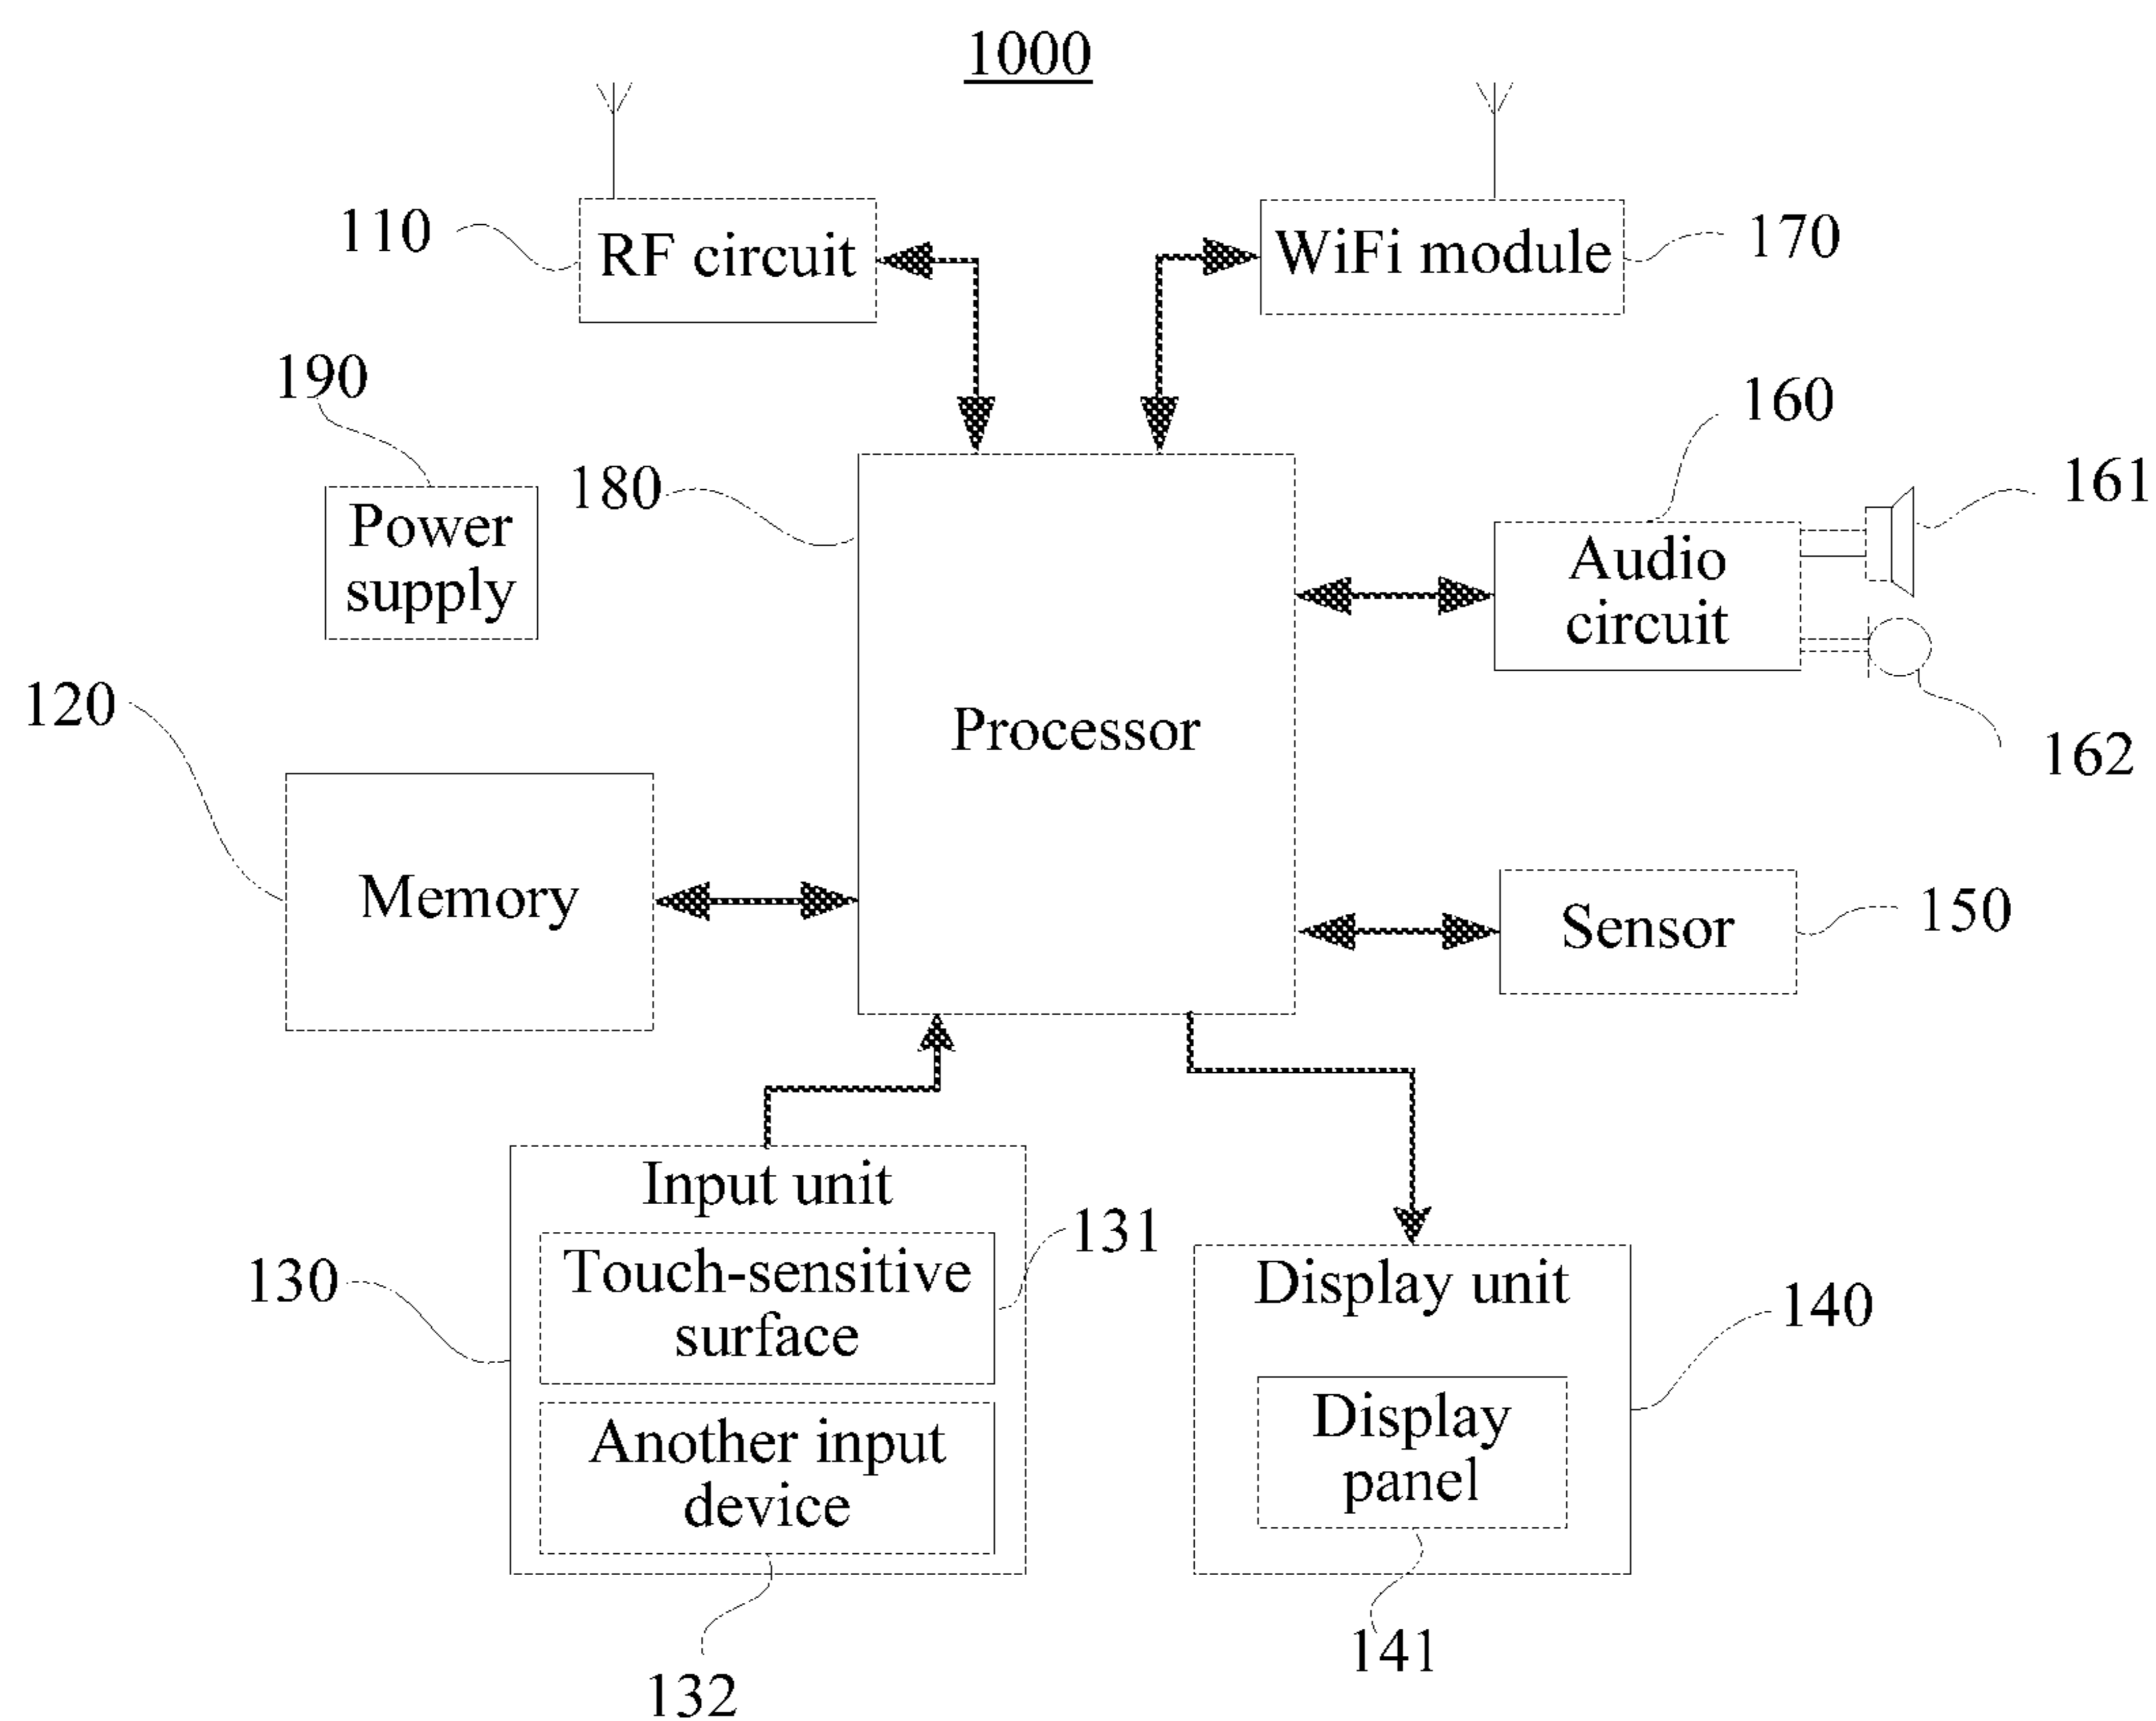 1000
110
RF circuit
WiFi module
170
190
Power
supply
180
160
Audio
circuit
161
162
Processor
120
Memory
Sensor
150
Input unit
130
Touch-sensitive
surface
131
Another input
device
132
Display unit
140
Display
panel
141